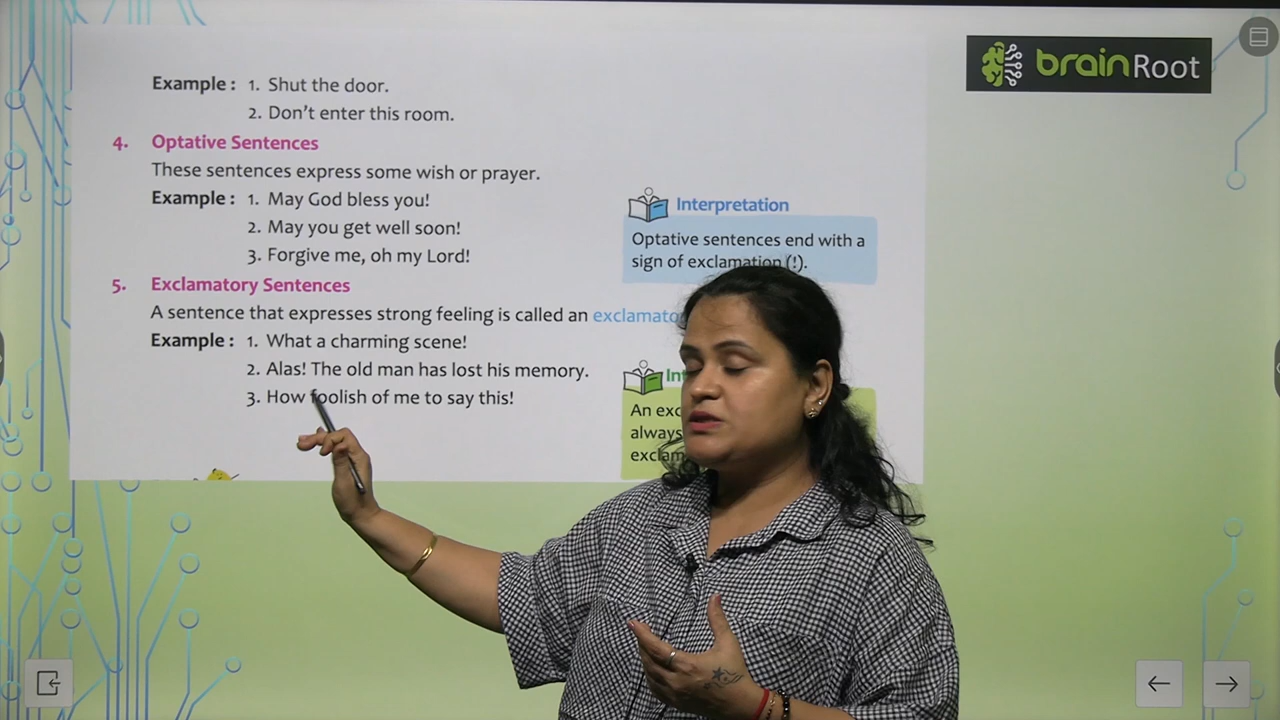 brainRoot
Example : 1. Shut the door.
2. Don't enter this room.
4. Optative Sentences
These sentences express some wish or prayer.
Example : 1. May God bless you!
2. May you get well soon!
3. Forgive me, oh my Lord!
Interpretation
Optative sentences end with a
sign of exclamation (!).
5. Exclamatory Sentences
A sentence that expresses strong feeling is called an
Example : 1. What a charming scene!
2. Alas! The old man has lost his memory.
3. How foolish of me to say this!
An
always